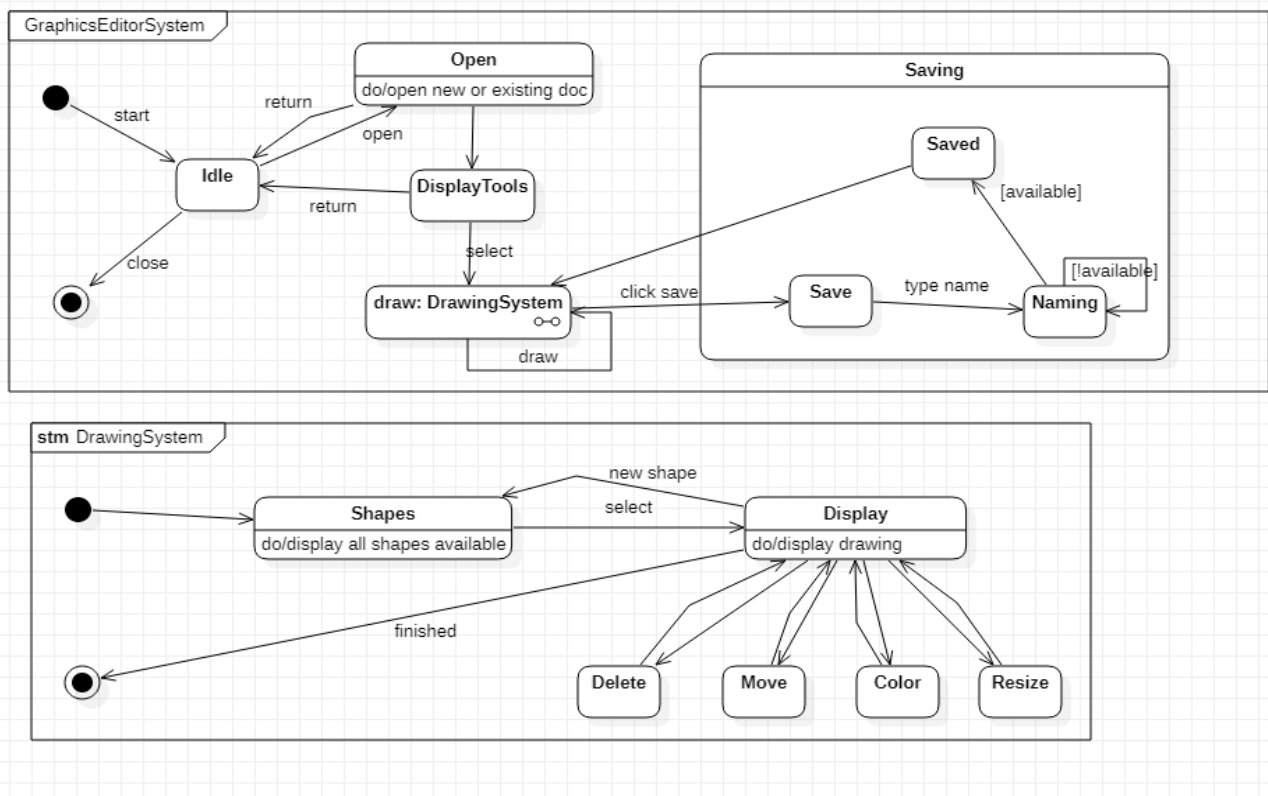 GraphicsEditorSystem
Open
do/open new or existing doc
Saving
start
return
open
Saved
Idle
DisplayTools
[available]
return
close
select
draw: DrawingSystem
click save
Save
type name
[!available]
Naming
draw
stm DrawingSystem
new shape
Shapes
do/display all shapes available
select
Display
do/display drawing
finished
Delete
Move
Color
Resize